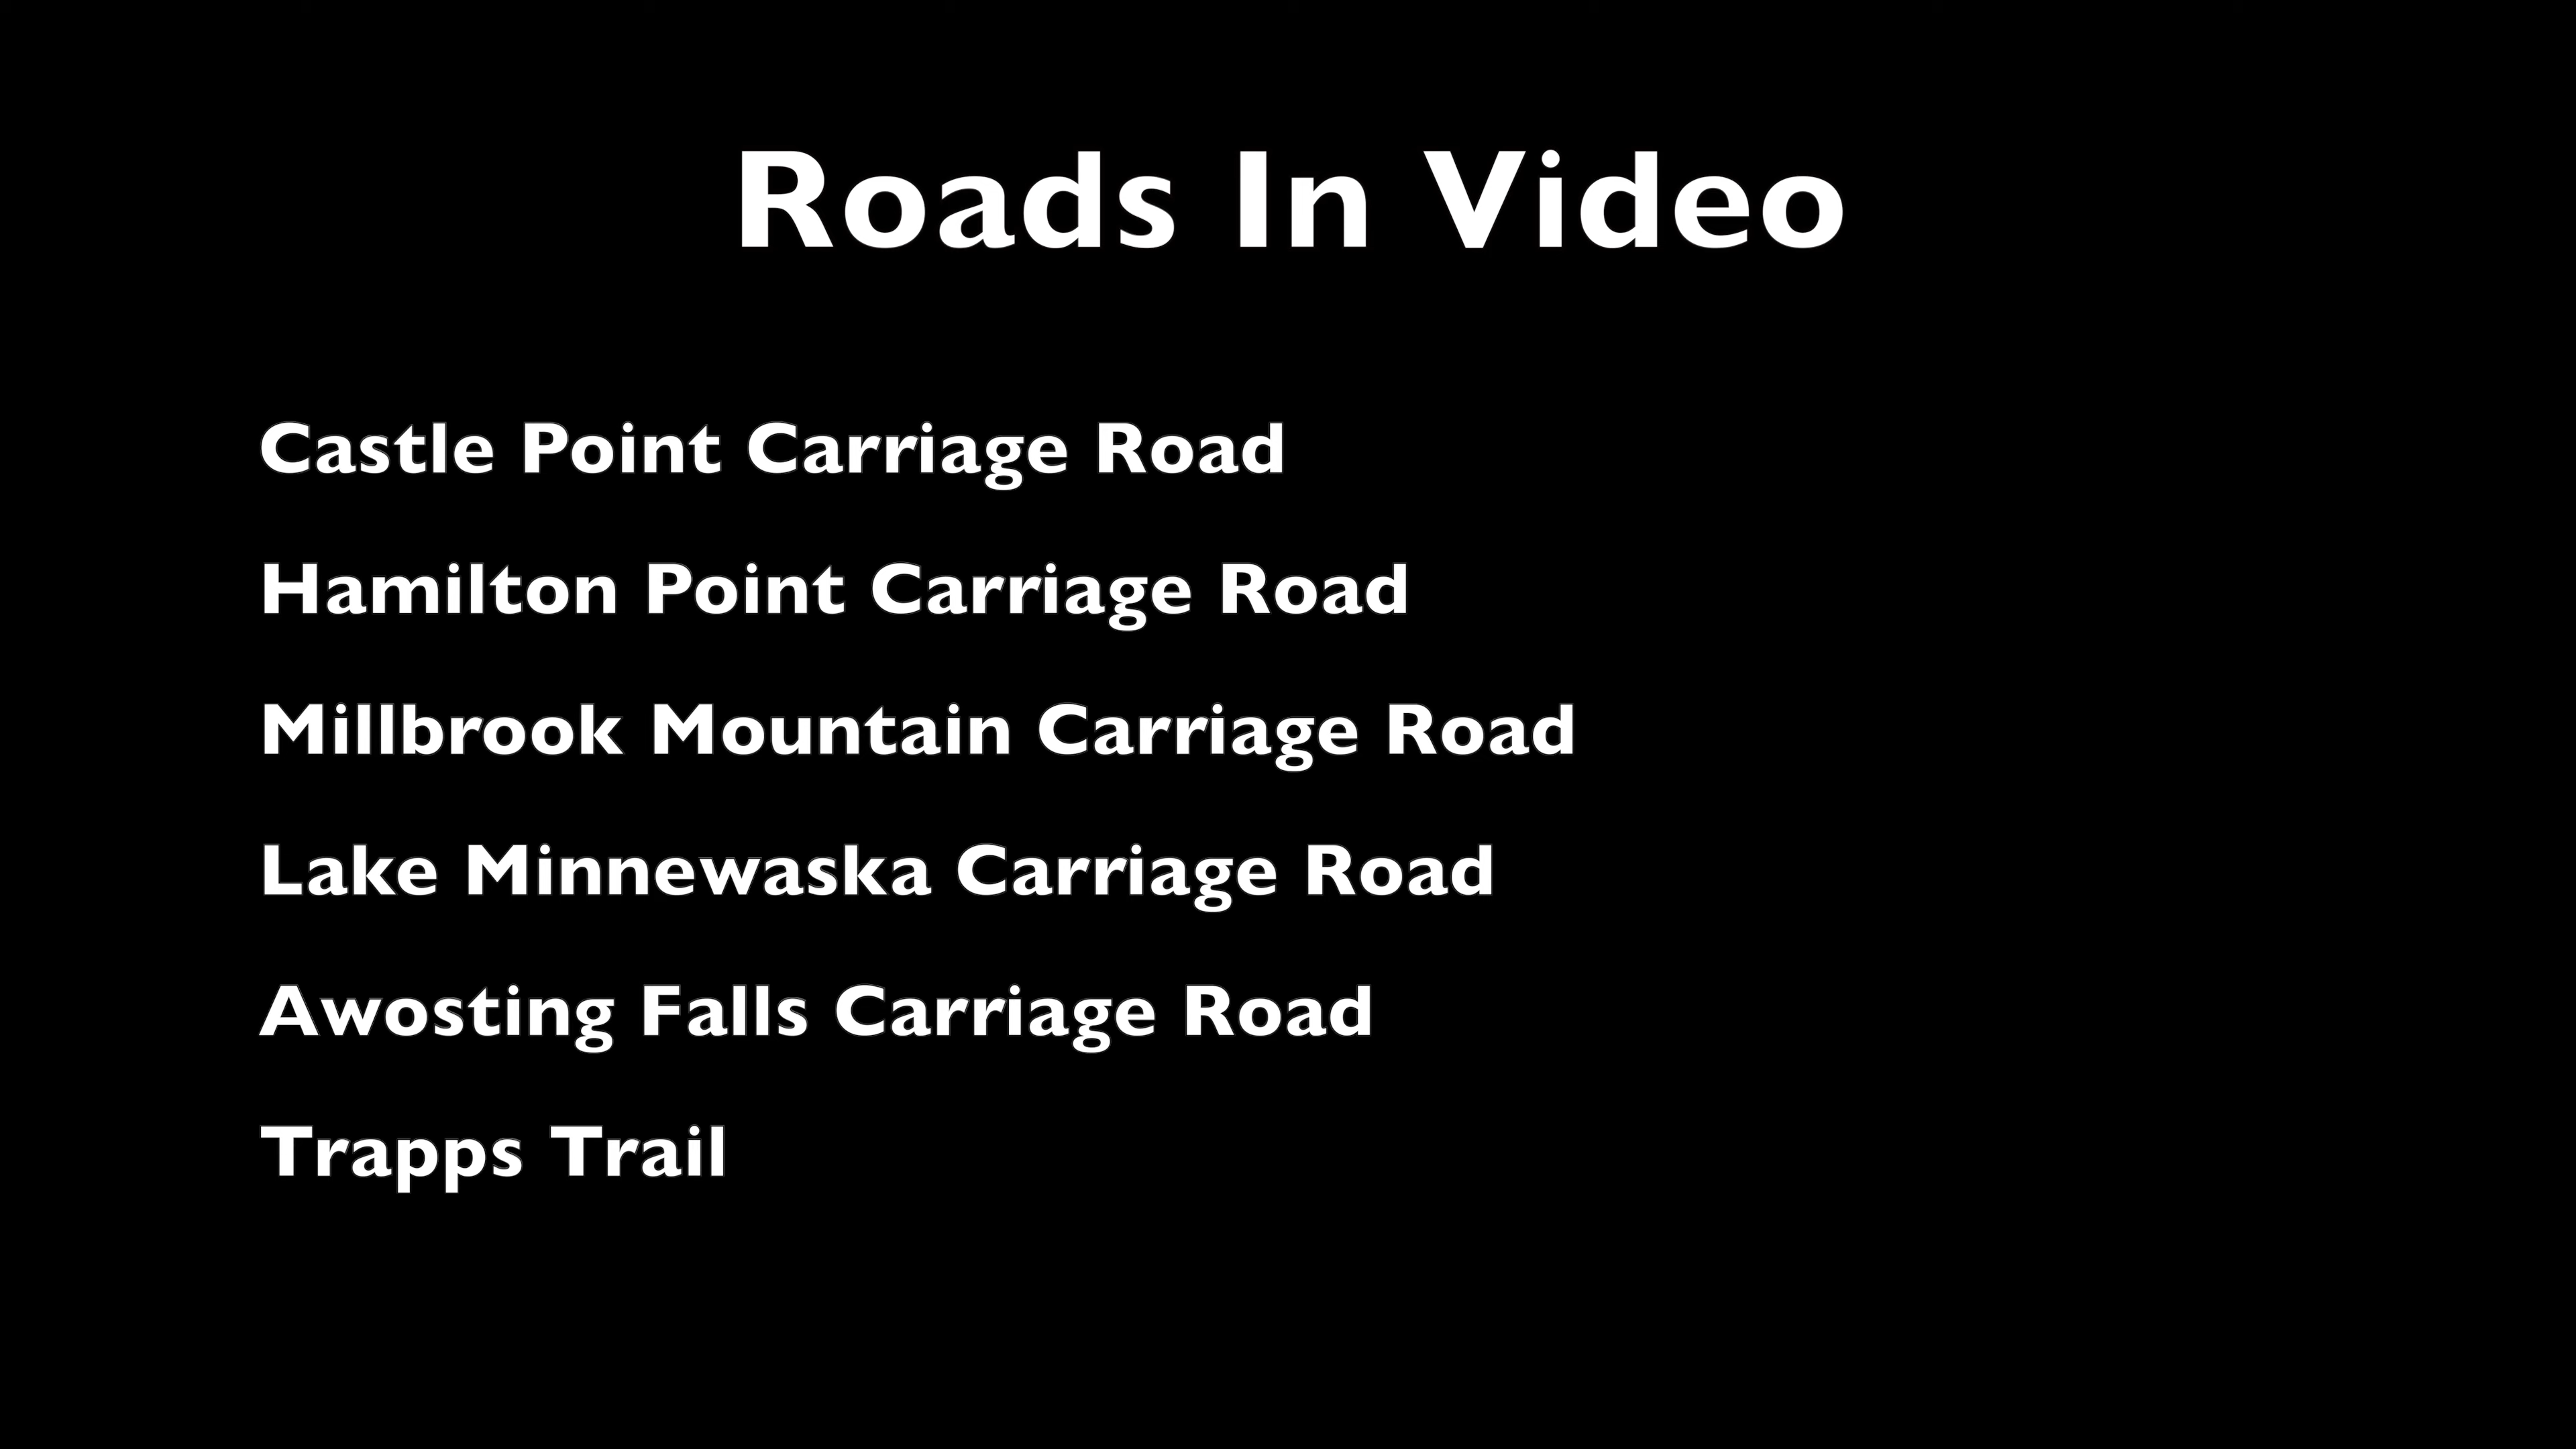 Roads In Video
Castle Point Carriage Road
Hamilton Point Carriage Road
Millbrook Mountain Carriage Road
Lake Minnewaska Carriage Road
Awosting Falls Carriage Road
Trapps Trail